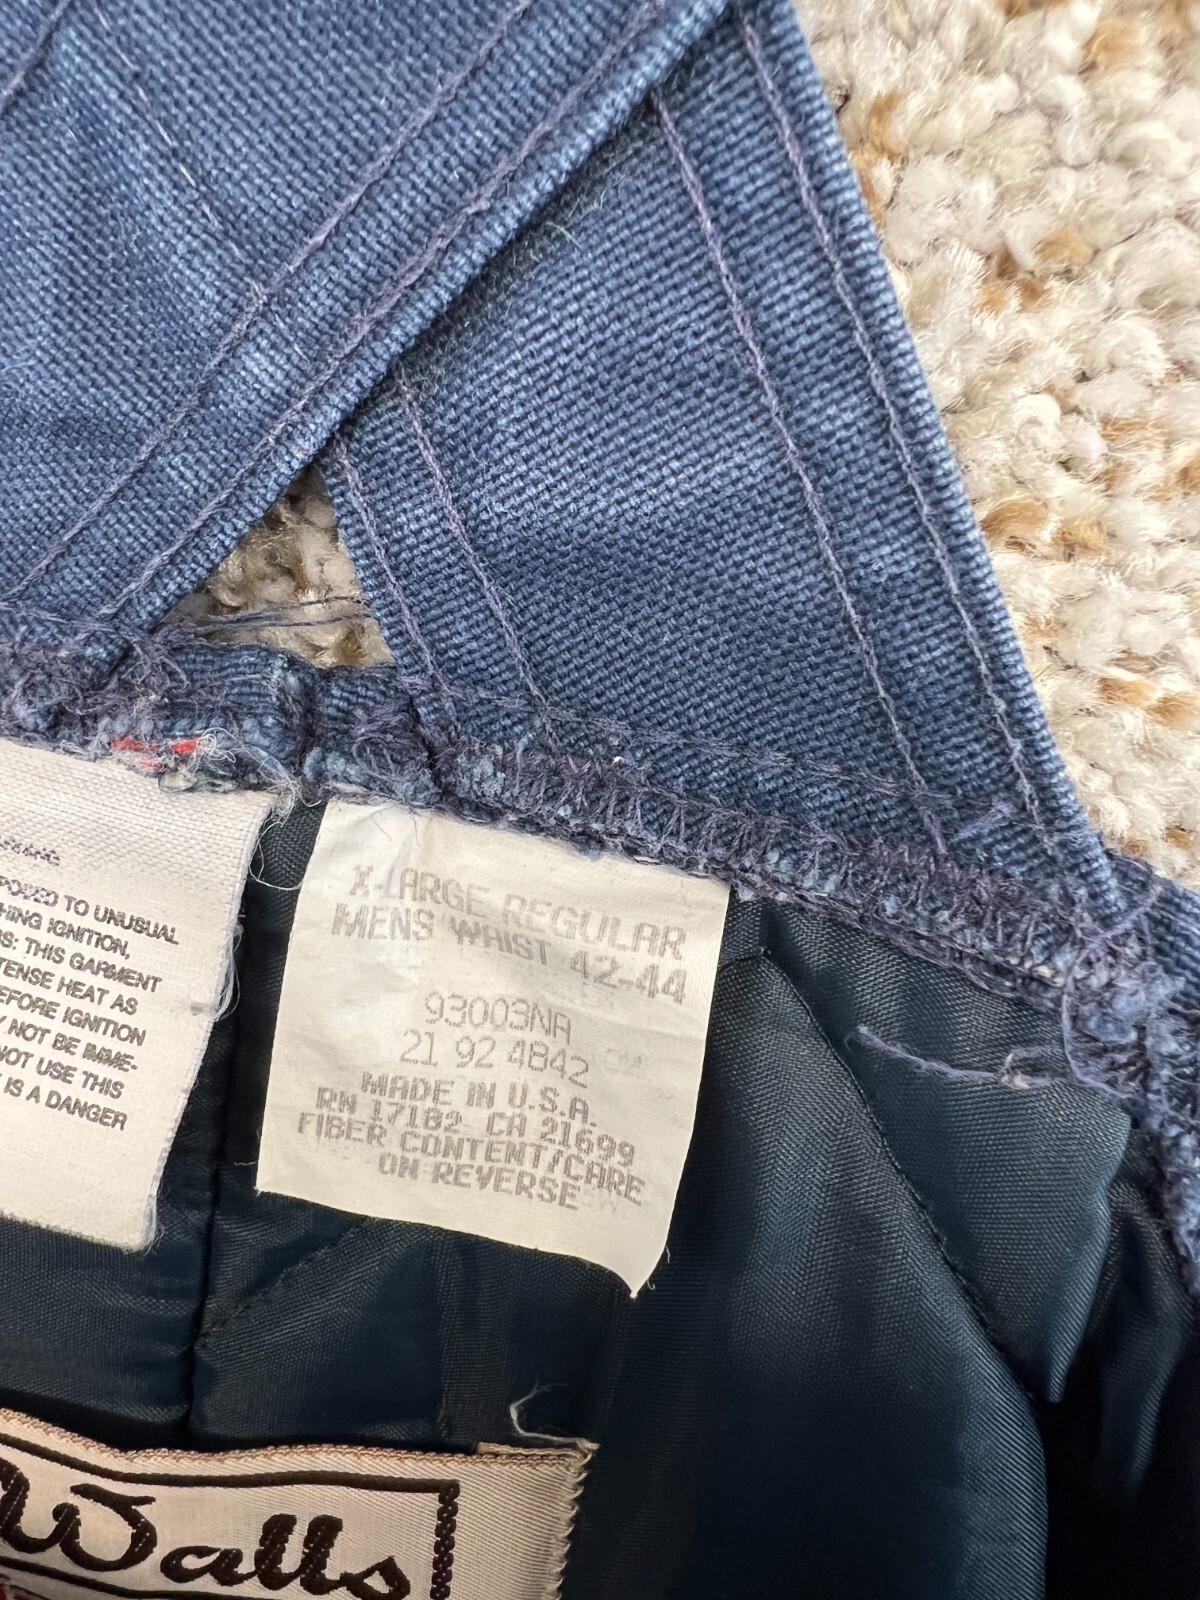 POSED TO UNUSUAL
HING IGNITION,
S: THIS GARMENT
TENSE HEAT AS
EFORE IGNITION
Y NOT BE IMME-
NOT USE THIS
IS A DANGER
X-LARGE REGULAR
MENS WAIST 42-44
93003NA
21 92 4842
MADE IN U.S.A.
RN 17182 CA 21699
FIBER CONTENT/CARE
ON REVERSE
Walls